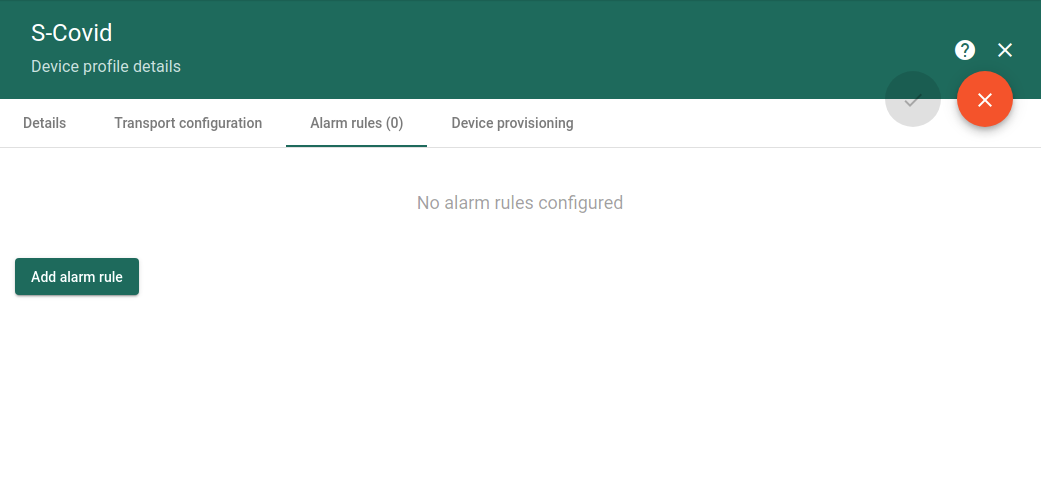 S-Covid
Device profile details
Details
Transport configuration
Alarm rules (0)
Device provisioning
No alarm rules configured
Add alarm rule